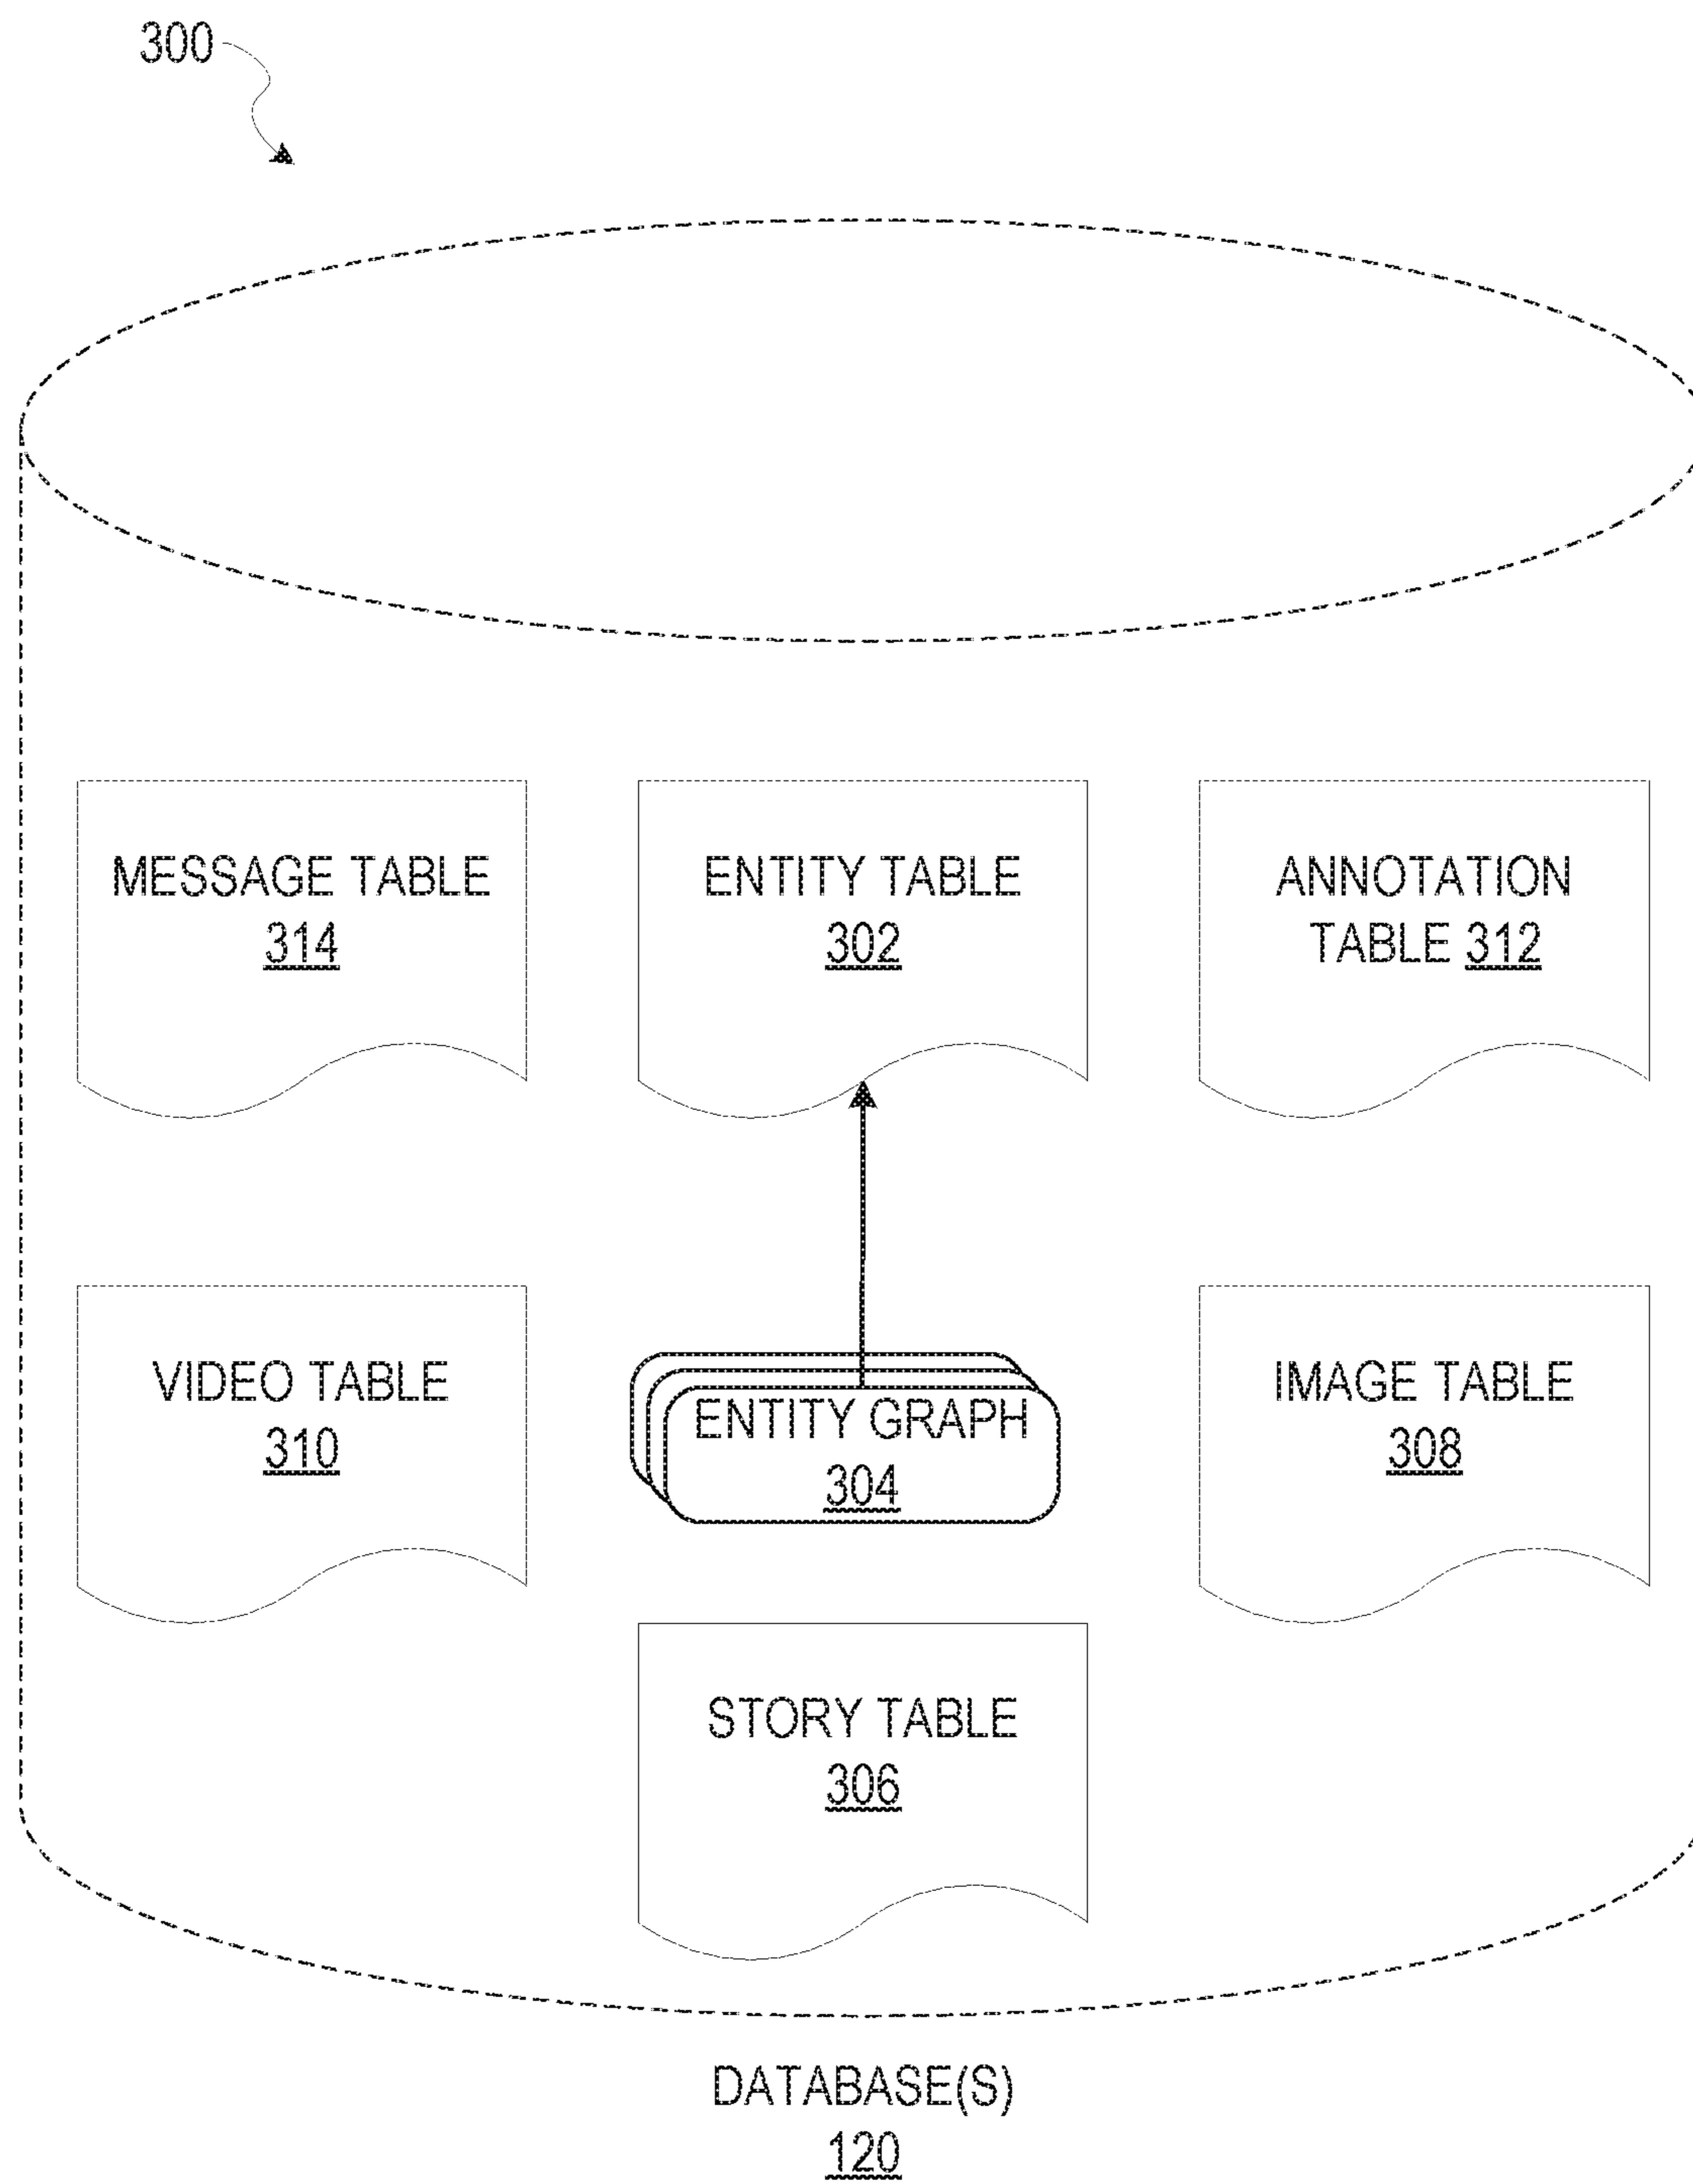 300
MESSAGE TABLE
314
ENTITY TABLE
302
ANNOTATION
TABLE 312
VIDEO TABLE
310
ENTITY GRAPH
304
IMAGE TABLE
308
STORY TABLE
306
DATABASE(S)
120